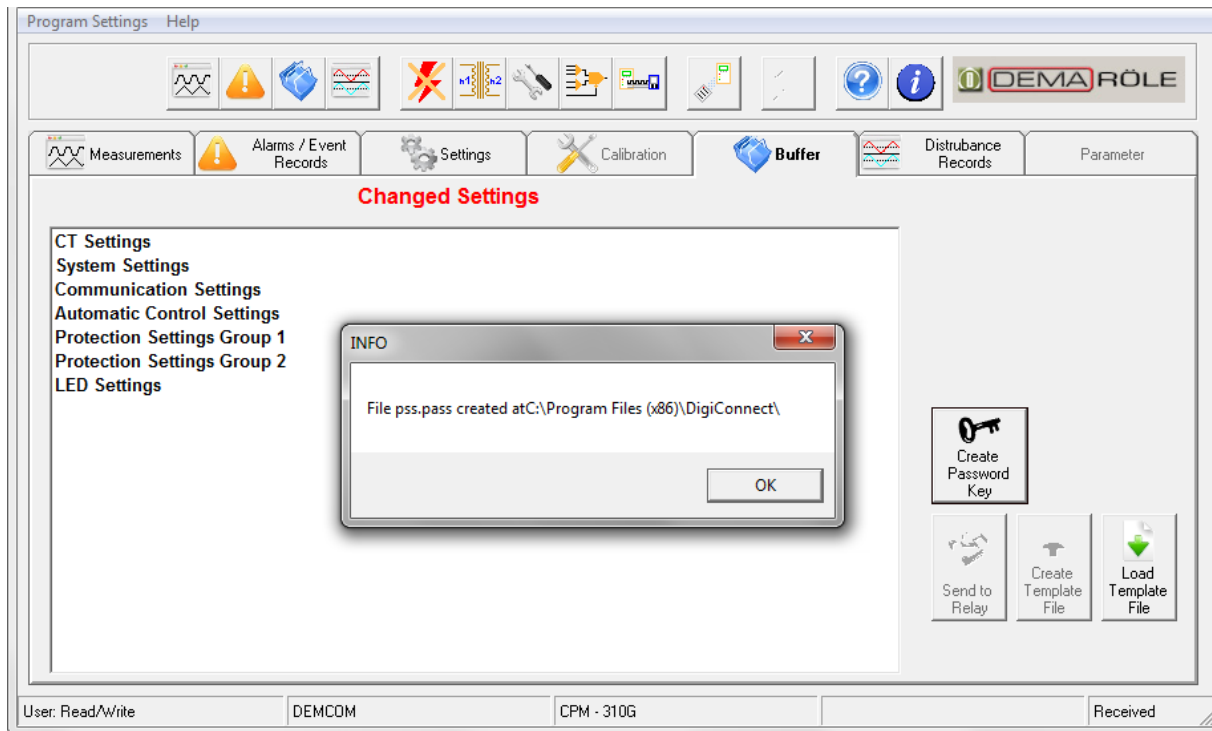 Program Settings Help
h1 h2
DEMA RÖLE
Measurements
Alarms / Event
Records
Settings
Calibration
Buffer
Distrubance
Records
Parameter
Changed Settings
CT Settings
System Settings
Communication Settings
Automatic Control Settings
Protection Settings Group 1
Protection Settings Group 2
LED Settings
INFO
File pss.pass created atC:\Program Files (x86)\DigiConnect\
OK
Create
Password
Key
Send to
Relay
Create
Template
File
Load
Template
File
User: Read/Write
DEMCOM
CPM - 310G
Received